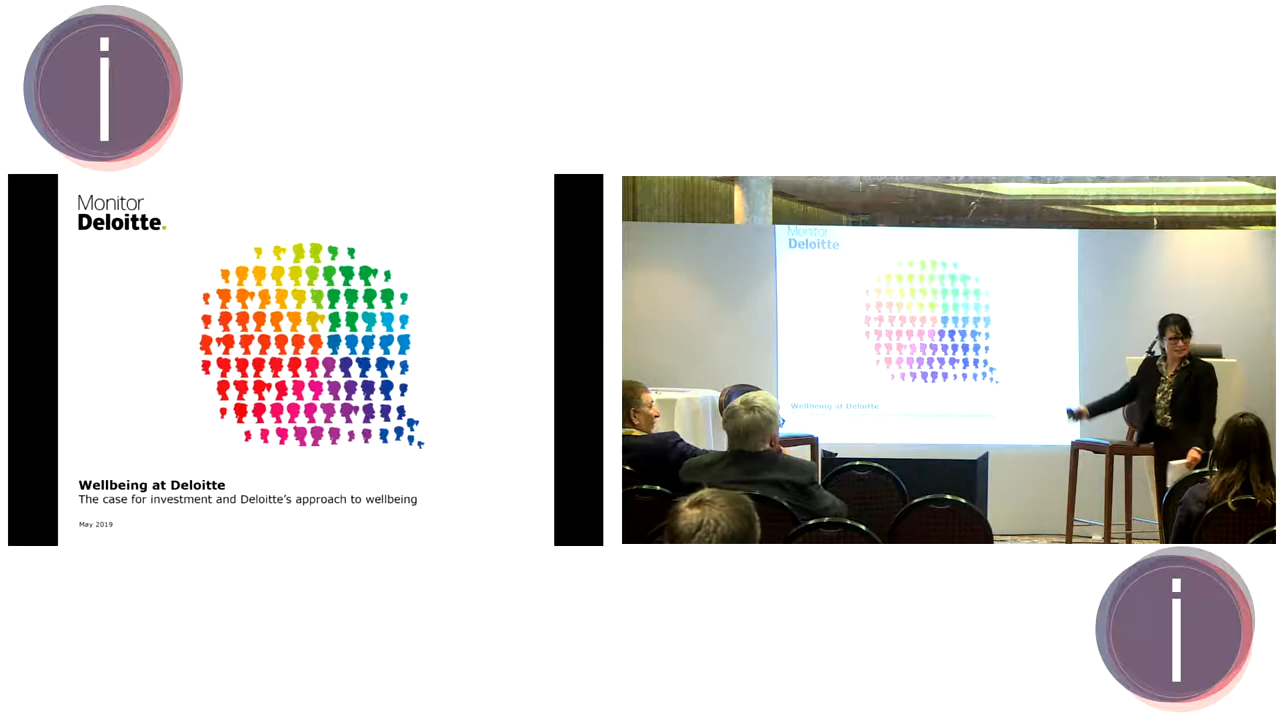 i
Monitor
Deloitte.
Wellbeing at Deloitte
The case for investment and Deloitte's approach to wellbeing
May 2019
Monitor
Deloitte
Wellbeing at Deloitte
i